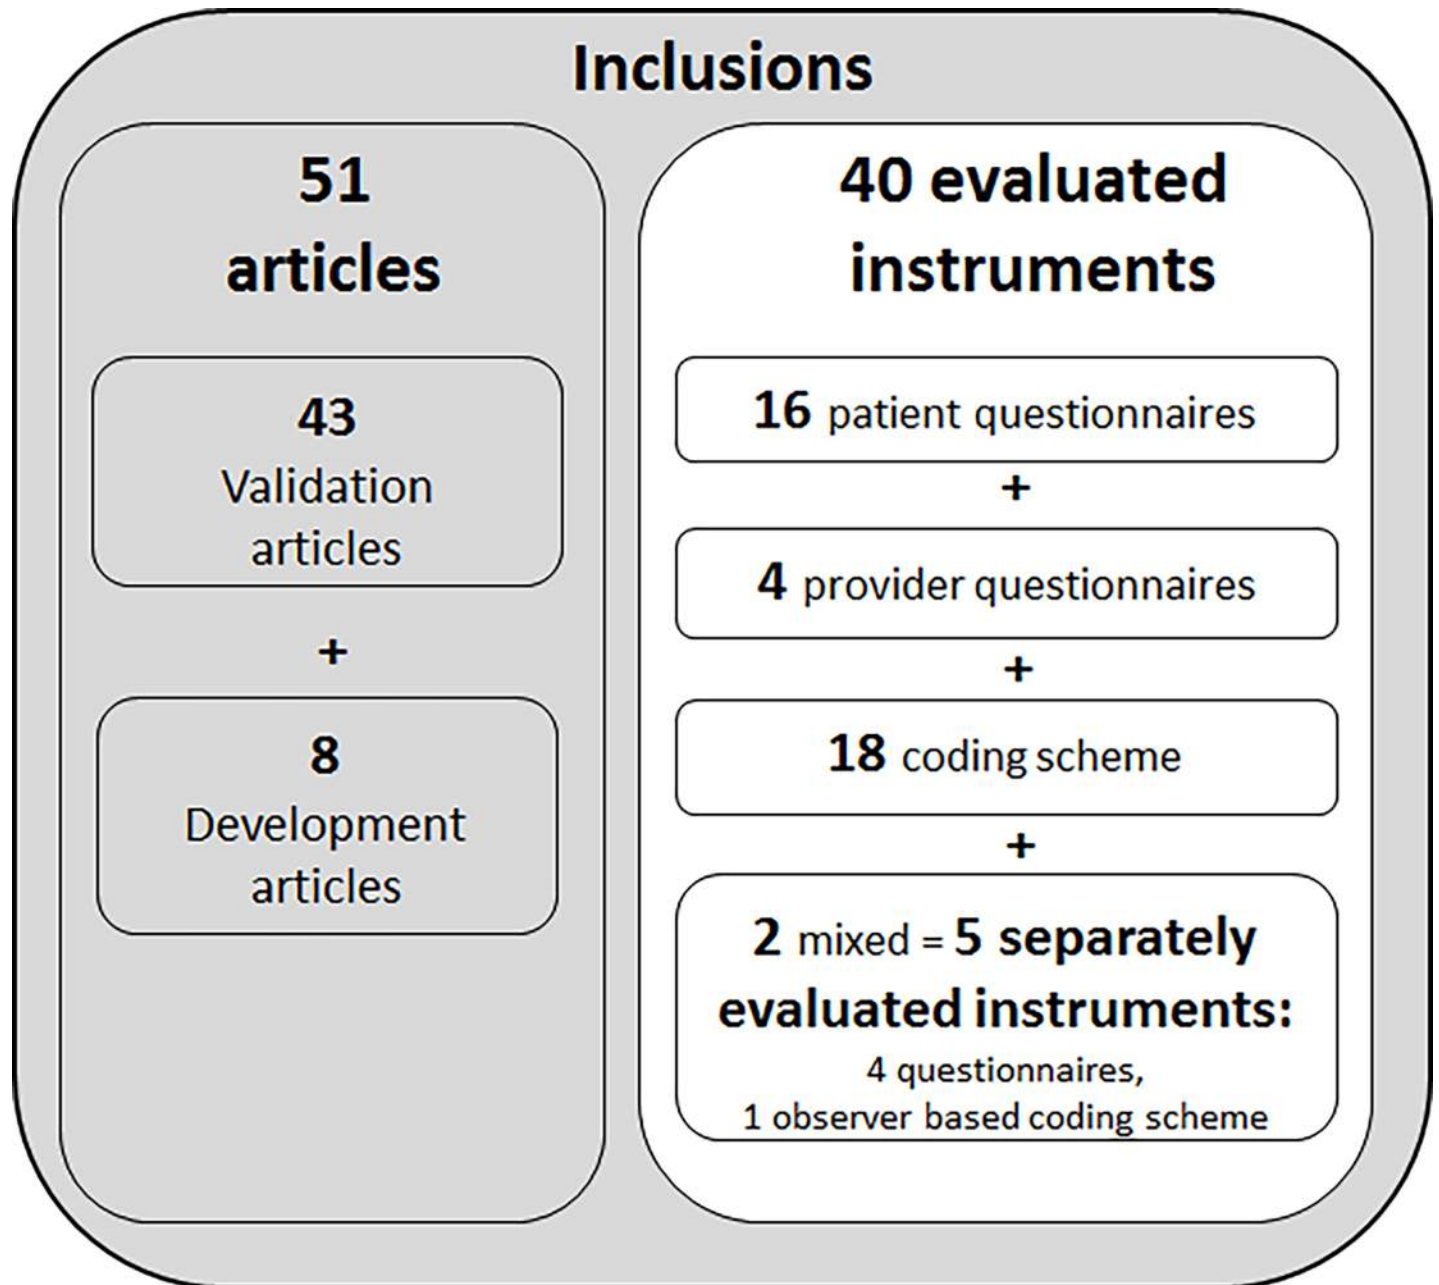 Inclusions
51
articles
43
Validation
articles
+
8
Development
articles
40 evaluated
instruments
16 patient questionnaires
+
4 provider questionnaires
+
18 coding scheme
+
2 mixed = 5 separately
evaluated instruments:
4 questionnaires,
1 observer based coding scheme